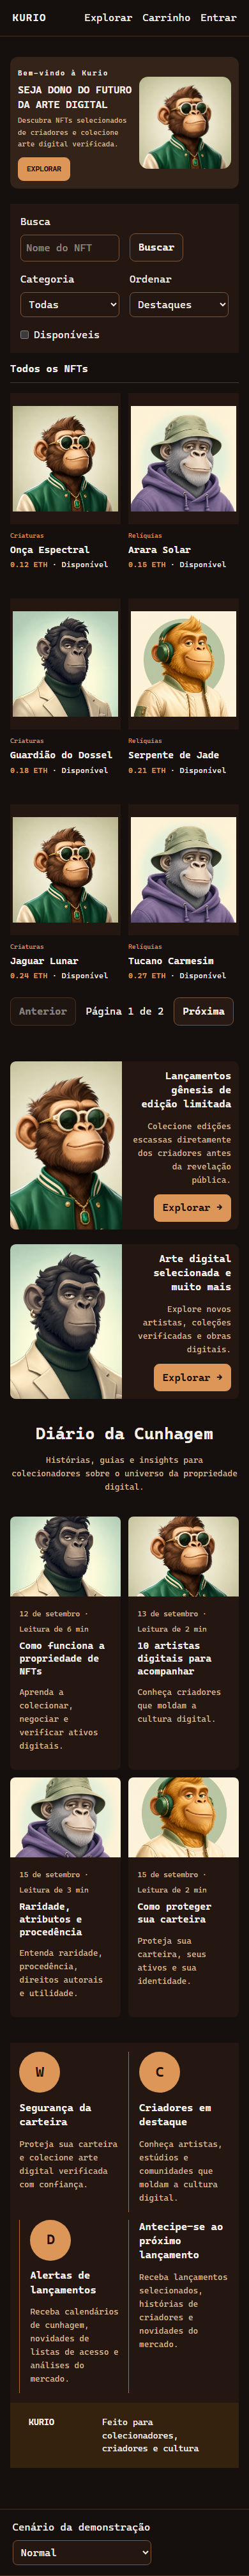 KURIO Explorar Carrinho Entrar
Bem-vindo à Kurio
SEJA DONO DO FUTURO
DA ARTE DIGITAL
Descubra NFTs selecionados
de criadores e colecione
arte digital verificada.
EXPLORAR
Busca
Nome do NFT Buscar
Categoria Ordenar
Todas Destaques
Disponíveis
Todos os NFTs
Criaturas
Onça Espectral
0.12 ETH · Disponível
Relíquias
Arara Solar
0.15 ETH · Disponível
Criaturas
Guardião do Dossel
0.18 ETH · Disponível
Relíquias
Serpente de Jade
0.21 ETH · Disponível
Criaturas
Jaguar Lunar
0.24 ETH · Disponível
Relíquias
Tucano Carmesim
0.27 ETH · Disponível
Anterior Página 1 de 2 Próxima
Lançamentos
gênesis de
edição limitada
Colecione edições
escassas diretamente
dos criadores antes
da revelação
pública.
Explorar →
Arte digital
selecionada e
muito mais
Explore novos
artistas, coleções
verificadas e obras
digitais.
Explorar →
Diário da Cunhagem
Histórias, guias e insights para
colecionadores sobre o universo da propriedade
digital.
12 de setembro ·
Leitura de 6 min
Como funciona a
propriedade de
NFTs
Aprenda a
colecionar,
negociar e
verificar ativos
digitais.
13 de setembro ·
Leitura de 2 min
10 artistas
digitais para
acompanhar
Conheça criadores
que moldam a
cultura digital.
15 de setembro ·
Leitura de 3 min
Raridade,
atributos e
procedência
Entenda raridade,
procedência,
direitos autorais
e utilidade.
15 de setembro ·
Leitura de 2 min
Como proteger
sua carteira
Proteja sua
carteira, seus
ativos e sua
identidade.
W
Segurança da
carteira
Proteja sua carteira
e colecione arte
digital verificada
com confiança.
C
Criadores em
destaque
Conheça artistas,
estúdios e
comunidades que
moldam a cultura
digital.
D
Alertas de
lançamentos
Receba calendários
de cunhagem,
novidades de
listas de acesso e
análises do
mercado.
Antecipe-se ao
próximo
lançamento
Receba lançamentos
selecionados,
histórias de
criadores e
novidades do
mercado.
KURIO
Feito para
colecionadores,
criadores e cultura
Cenário da demonstração
Normal